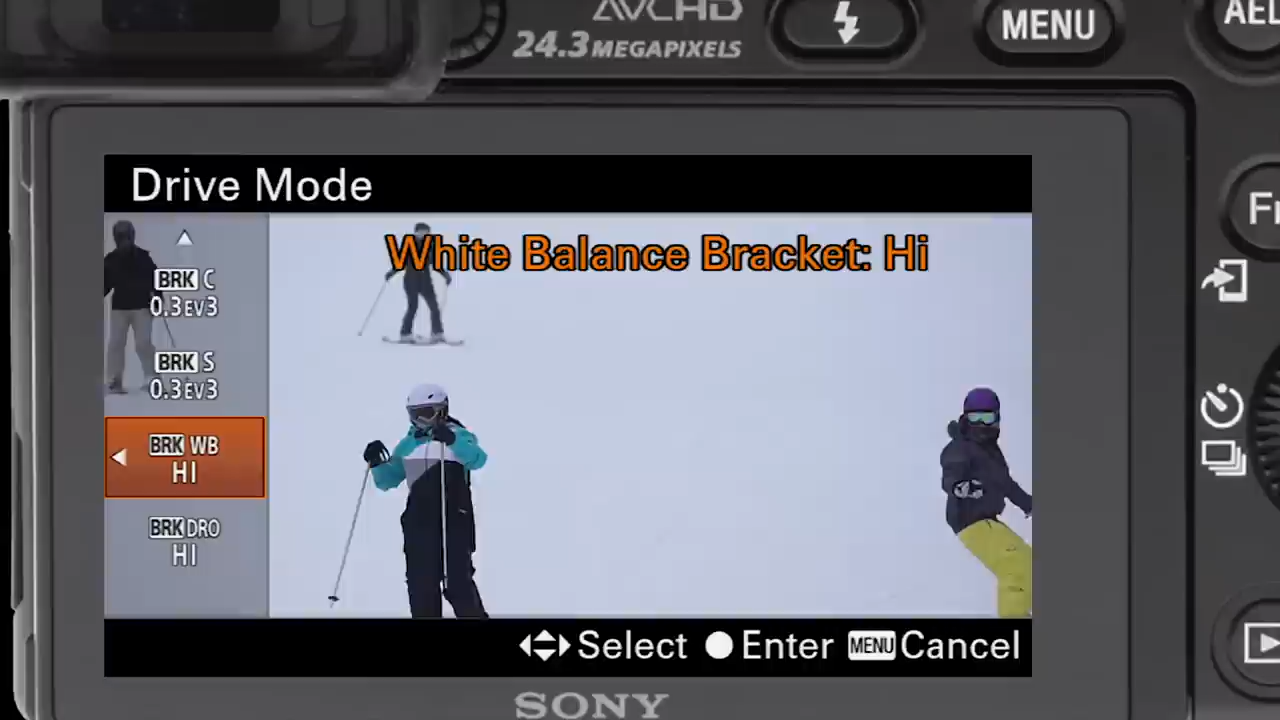 AVCHD
24.3 MEGAPIXELS
MENU
AEL
Drive Mode
White Balance Bracket: Hi
BRK C
0.3EV3
BRK S
0.3EV3
BRK WB
HI
BRK DRO
HI
Select Enter MENU Cancel
SONY